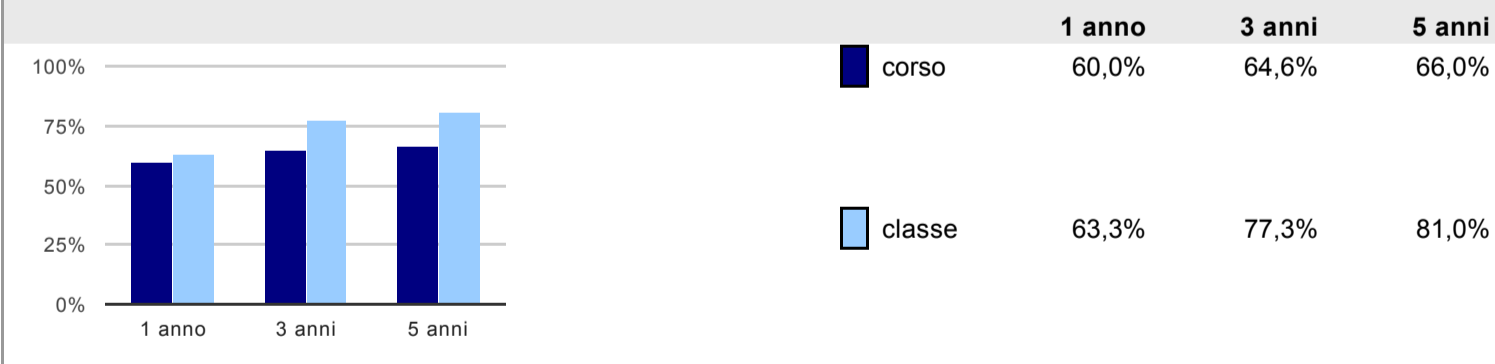 1 anno 3 anni 5 anni
100%
75%
50%
25%
0%
1 anno 3 anni 5 anni
corso 60,0% 64,6% 66,0%
classe 63,3% 77,3% 81,0%